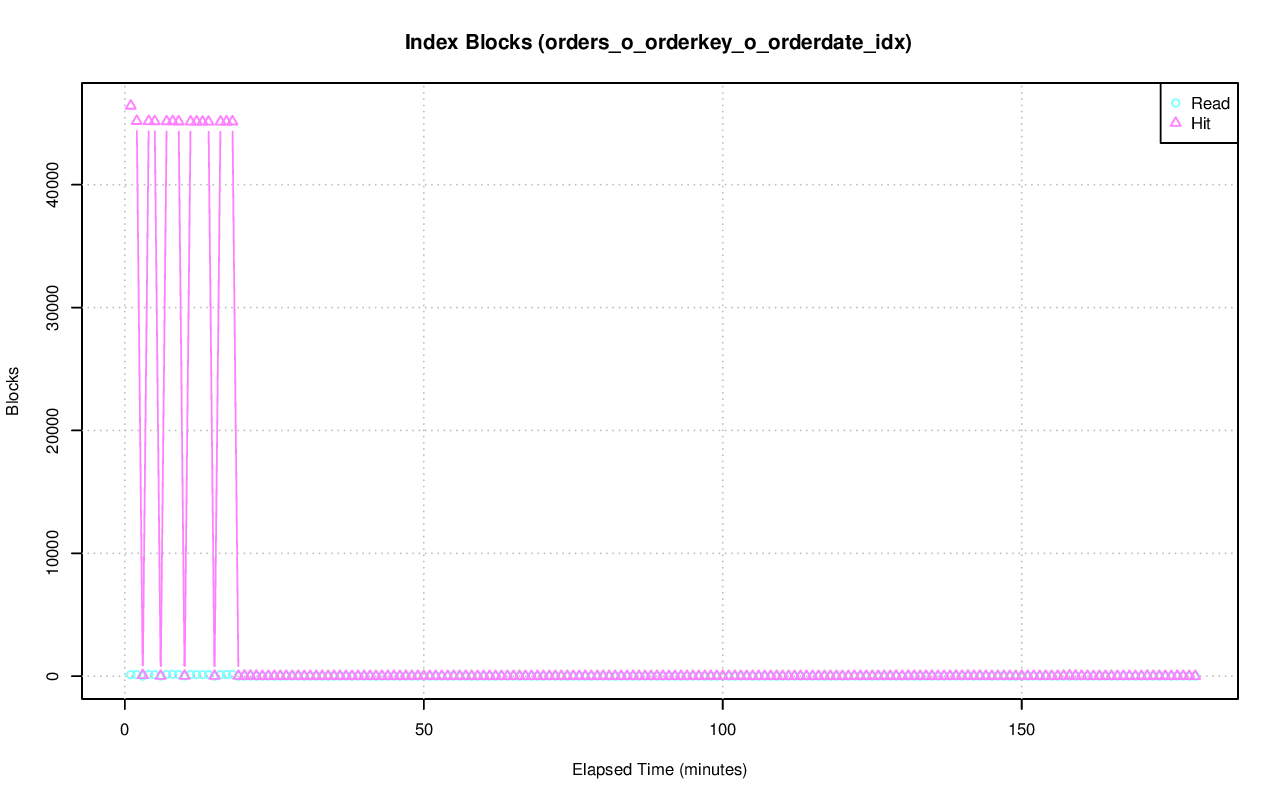 Index Blocks (orders_o_orderkey_o_orderdate_idx)
Read
Hit
Blocks
40000
30000
20000
10000
0
0 50 100 150
Elapsed Time (minutes)